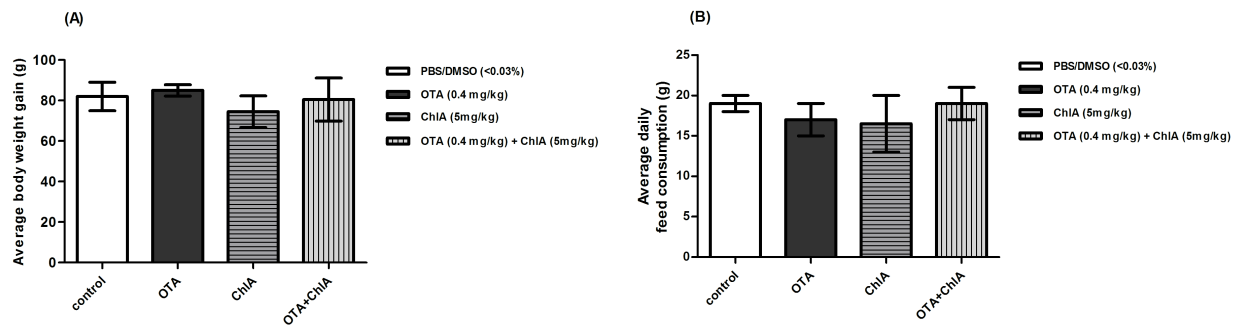 (A)
Average body weight gain (g)
100
80
60
40
20
0
control
OTA
ChlA
OTA+ChlA
PBS/DMSO (<0.03%)
OTA (0.4 mg/kg)
ChlA (5mg/kg)
OTA (0.4 mg/kg) + ChlA (5mg/kg)
(B)
Average daily
feed consumption (g)
25
20
15
10
5
0
control
OTA
ChlA
OTA+ChlA
PBS/DMSO (<0.03%)
OTA (0.4 mg/kg)
ChlA (5mg/kg)
OTA (0.4 mg/kg) + ChlA (5mg/kg)